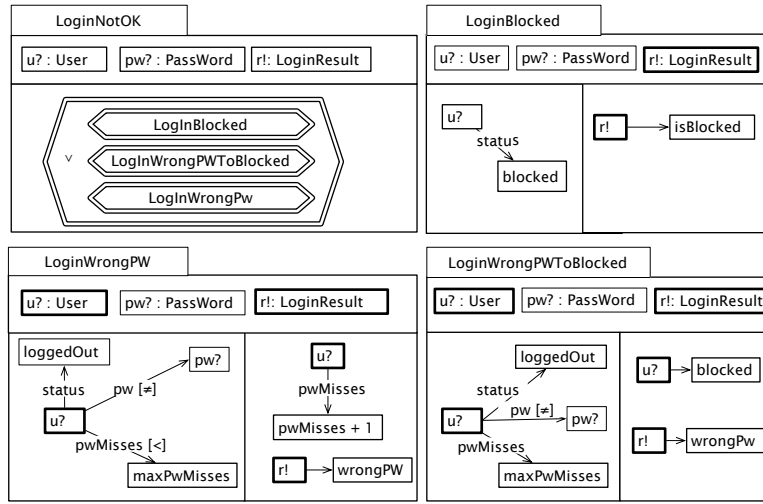 LoginNotOK
u? : User
pw? : PassWord
r!: LoginResult
LogInBlocked
v
LogInWrongPWToBlocked
LogInWrongPw
LoginBlocked
u? : User
pw? : PassWord
r!: LoginResult
u?
status
blocked
r!
isBlocked
LoginWrongPW
u? : User
pw? : PassWord
r!: LoginResult
loggedOut
pw?
status
pw [≠]
u?
pwMisses [<]
maxPwMisses
u?
pwMisses
pwMisses + 1
r!
wrongPW
LoginWrongPWToBlocked
u? : User
pw? : PassWord
r!: LoginResult
loggedOut
status
pw [≠]
u?
pw?
pwMisses
maxPwMisses
u?
blocked
r!
wrongPw